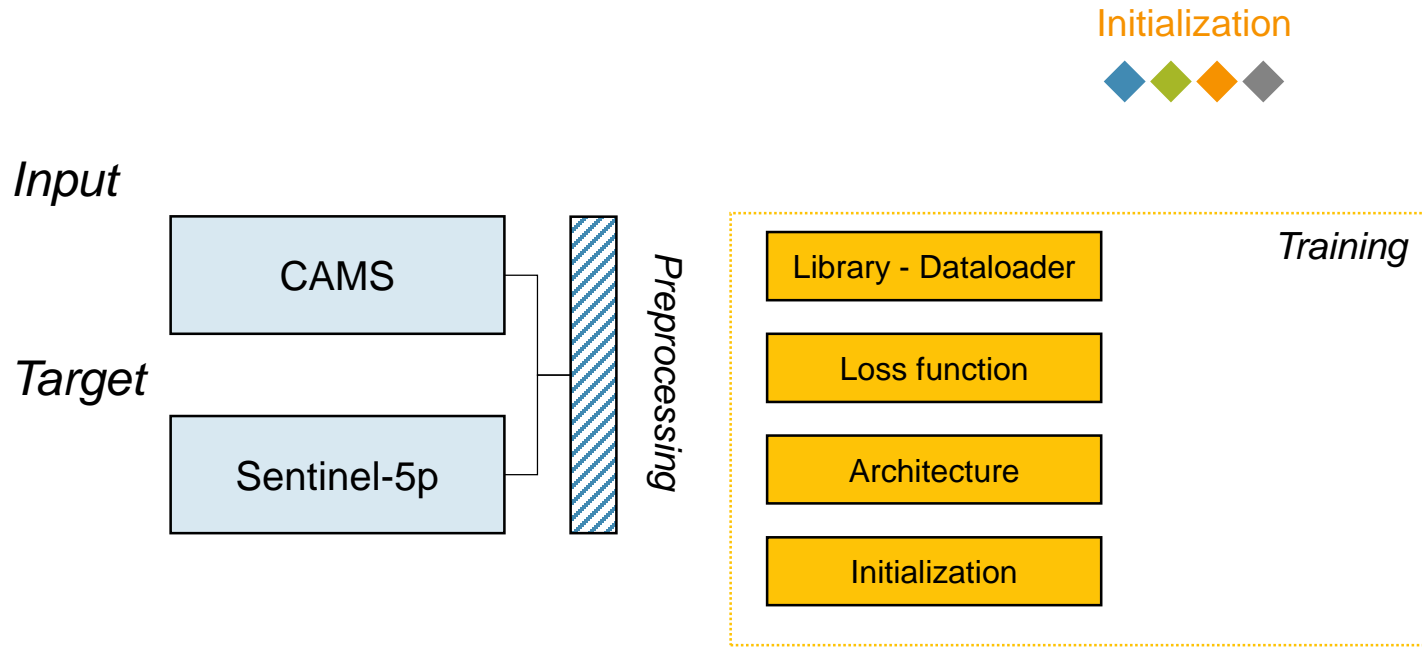 Initialization
Input
CAMS
Target
Sentinel-5p
Preprocessing
Training
Library - Dataloader
Loss function
Architecture
Initialization